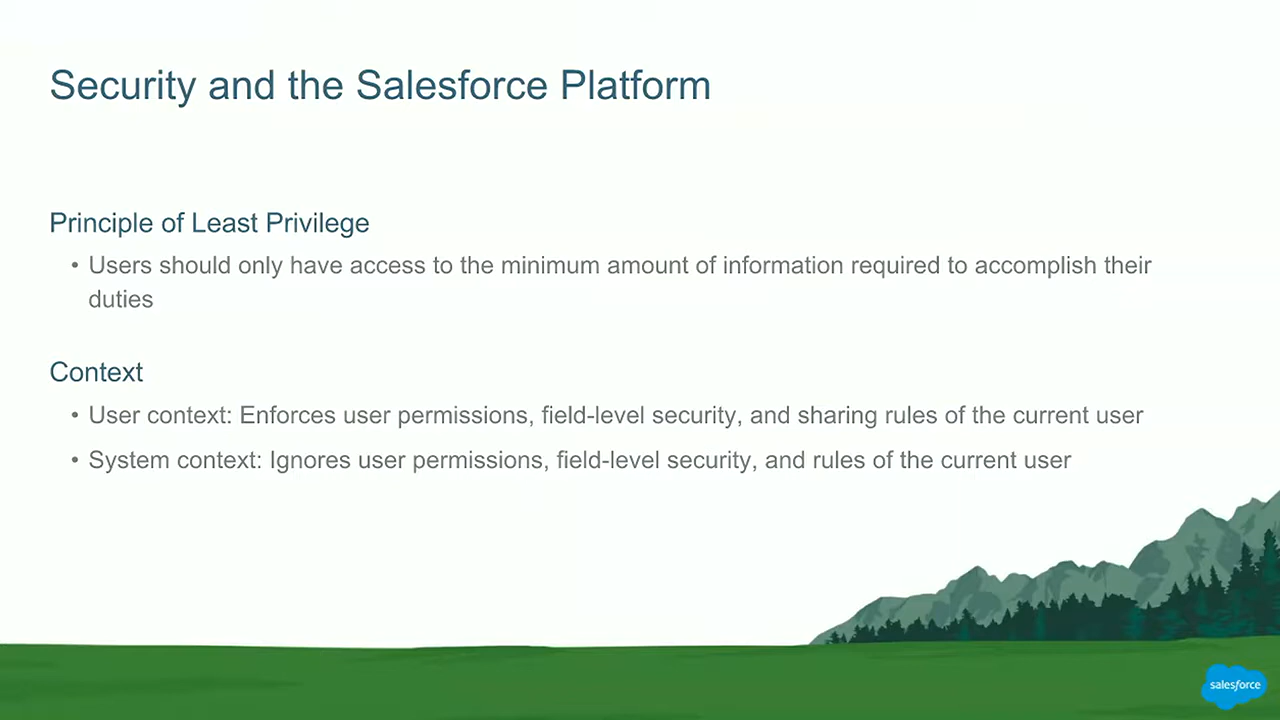 Security and the Salesforce Platform
Principle of Least Privilege
• Users should only have access to the minimum amount of information required to accomplish their
duties
Context
• User context: Enforces user permissions, field-level security, and sharing rules of the current user
• System context: Ignores user permissions, field-level security, and rules of the current user
salesforce